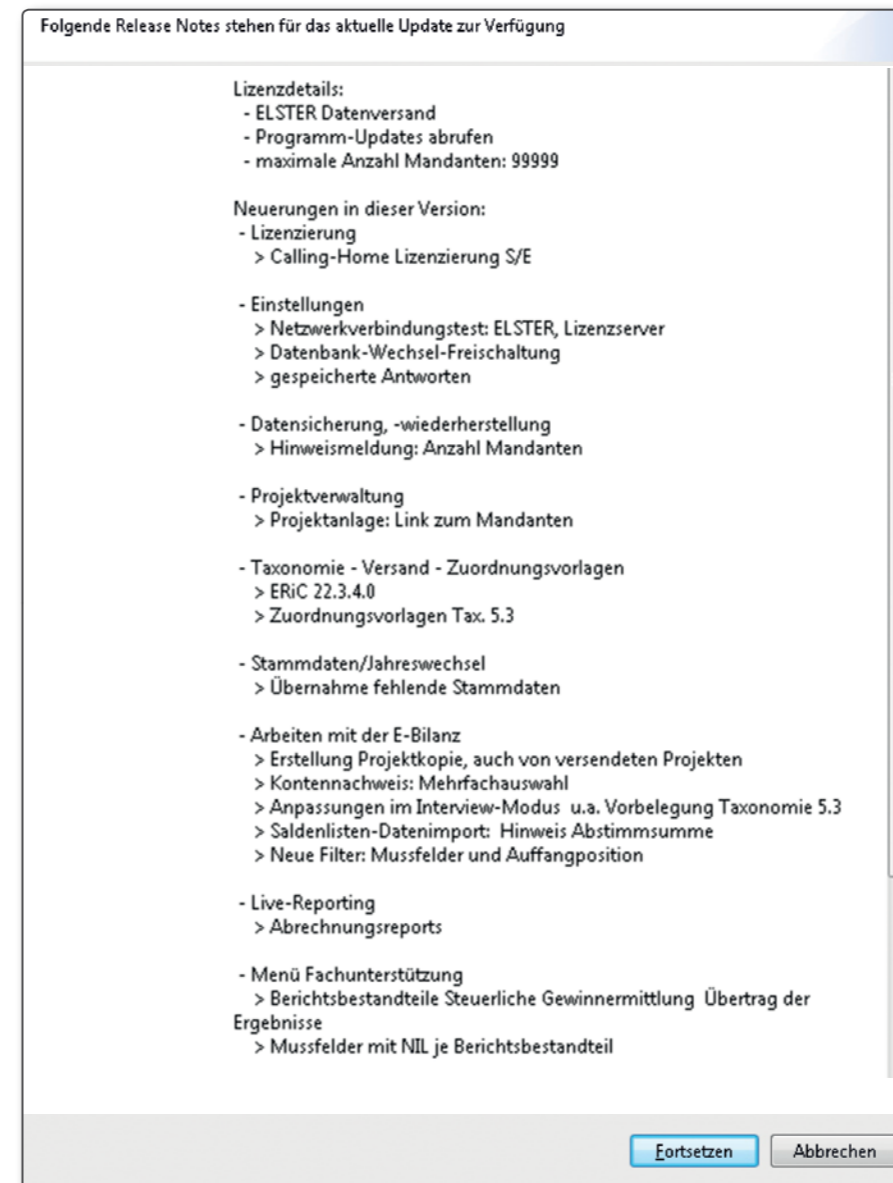 Folgende Release Notes stehen für das aktuelle Update zur Verfügung
Lizenzdetails:
- ELSTER Datenversand
- Programm-Updates abrufen
- maximale Anzahl Mandanten: 99999
Neuerungen in dieser Version:
- Lizenzierung
> Calling-Home Lizenzierung S/E
- Einstellungen
> Netzwerkverbindungstest: ELSTER, Lizenzserver
> Datenbank-Wechsel-Freischaltung
> gespeicherte Antworten
- Datensicherung, -wiederherstellung
> Hinweismeldung: Anzahl Mandanten
- Projektverwaltung
> Projektanlage: Link zum Mandanten
- Taxonomie - Versand - Zuordnungsvorlagen
> ERiC 22.3.4.0
> Zuordnungsvorlagen Tax. 5.3
- Stammdaten/Jahreswechsel
> Übernahme fehlende Stammdaten
- Arbeiten mit der E-Bilanz
> Erstellung Projektkopie, auch von versendeten Projekten
> Kontennachweis: Mehrfachauswahl
> Anpassungen im Interview-Modus u.a. Vorbelegung Taxonomie 5.3
> Saldenlisten-Datenimport: Hinweis Abstimmsumme
> Neue Filter: Mussfelder und Auffangposition
- Live-Reporting
> Abrechnungsreports
- Menü Fachunterstützung
> Berichtsbestandteile Steuerliche Gewinnermittlung Übertrag der
Ergebnisse
> Mussfelder mit NIL je Berichtsbestandteil
Fortsetzen Abbrechen